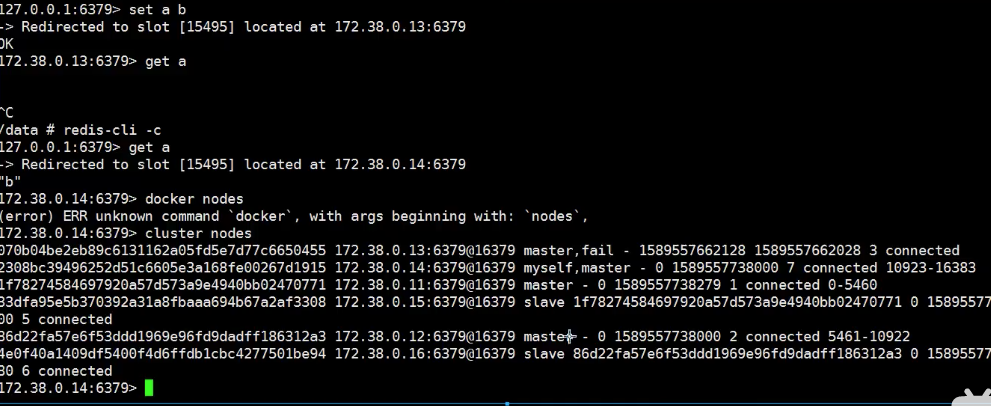 127.0.0.1:6379> set a b
-> Redirected to slot [15495] located at 172.38.0.13:6379
OK
172.38.0.13:6379> get a
^C
/data # redis-cli -c
127.0.0.1:6379> get a
-> Redirected to slot [15495] located at 172.38.0.14:6379
"b"
172.38.0.14:6379> docker nodes
(error) ERR unknown command `docker`, with args beginning with: `nodes`,
172.38.0.14:6379> cluster nodes
070b04be2eb89c6131162a05fd5e7d77c6650455 172.38.0.13:6379@16379 master,fail - 1589557662128 1589557662028 3 connected
2308bc39496252d51c6605e3a168fe00267d1915 172.38.0.14:6379@16379 myself,master - 0 1589557738000 7 connected 10923-16383
1f78274584697920a57d573a9e4940bb02470771 172.38.0.11:6379@16379 master - 0 1589557738279 1 connected 0-5460
33dfa95e5b370392a31a8fbaaa694b67a2af3308 172.38.0.15:6379@16379 slave 1f78274584697920a57d573a9e4940bb02470771 0 15895577
00 5 connected
86d22fa57e6f53ddd1969e96fd9dadff186312a3 172.38.0.12:6379@16379 master - 0 1589557738000 2 connected 5461-10922
4e0f40a1409df5400f4d6ffdb1cbc4277501be94 172.38.0.16:6379@16379 slave 86d22fa57e6f53ddd1969e96fd9dadff186312a3 0 15895577
80 6 connected
172.38.0.14:6379>